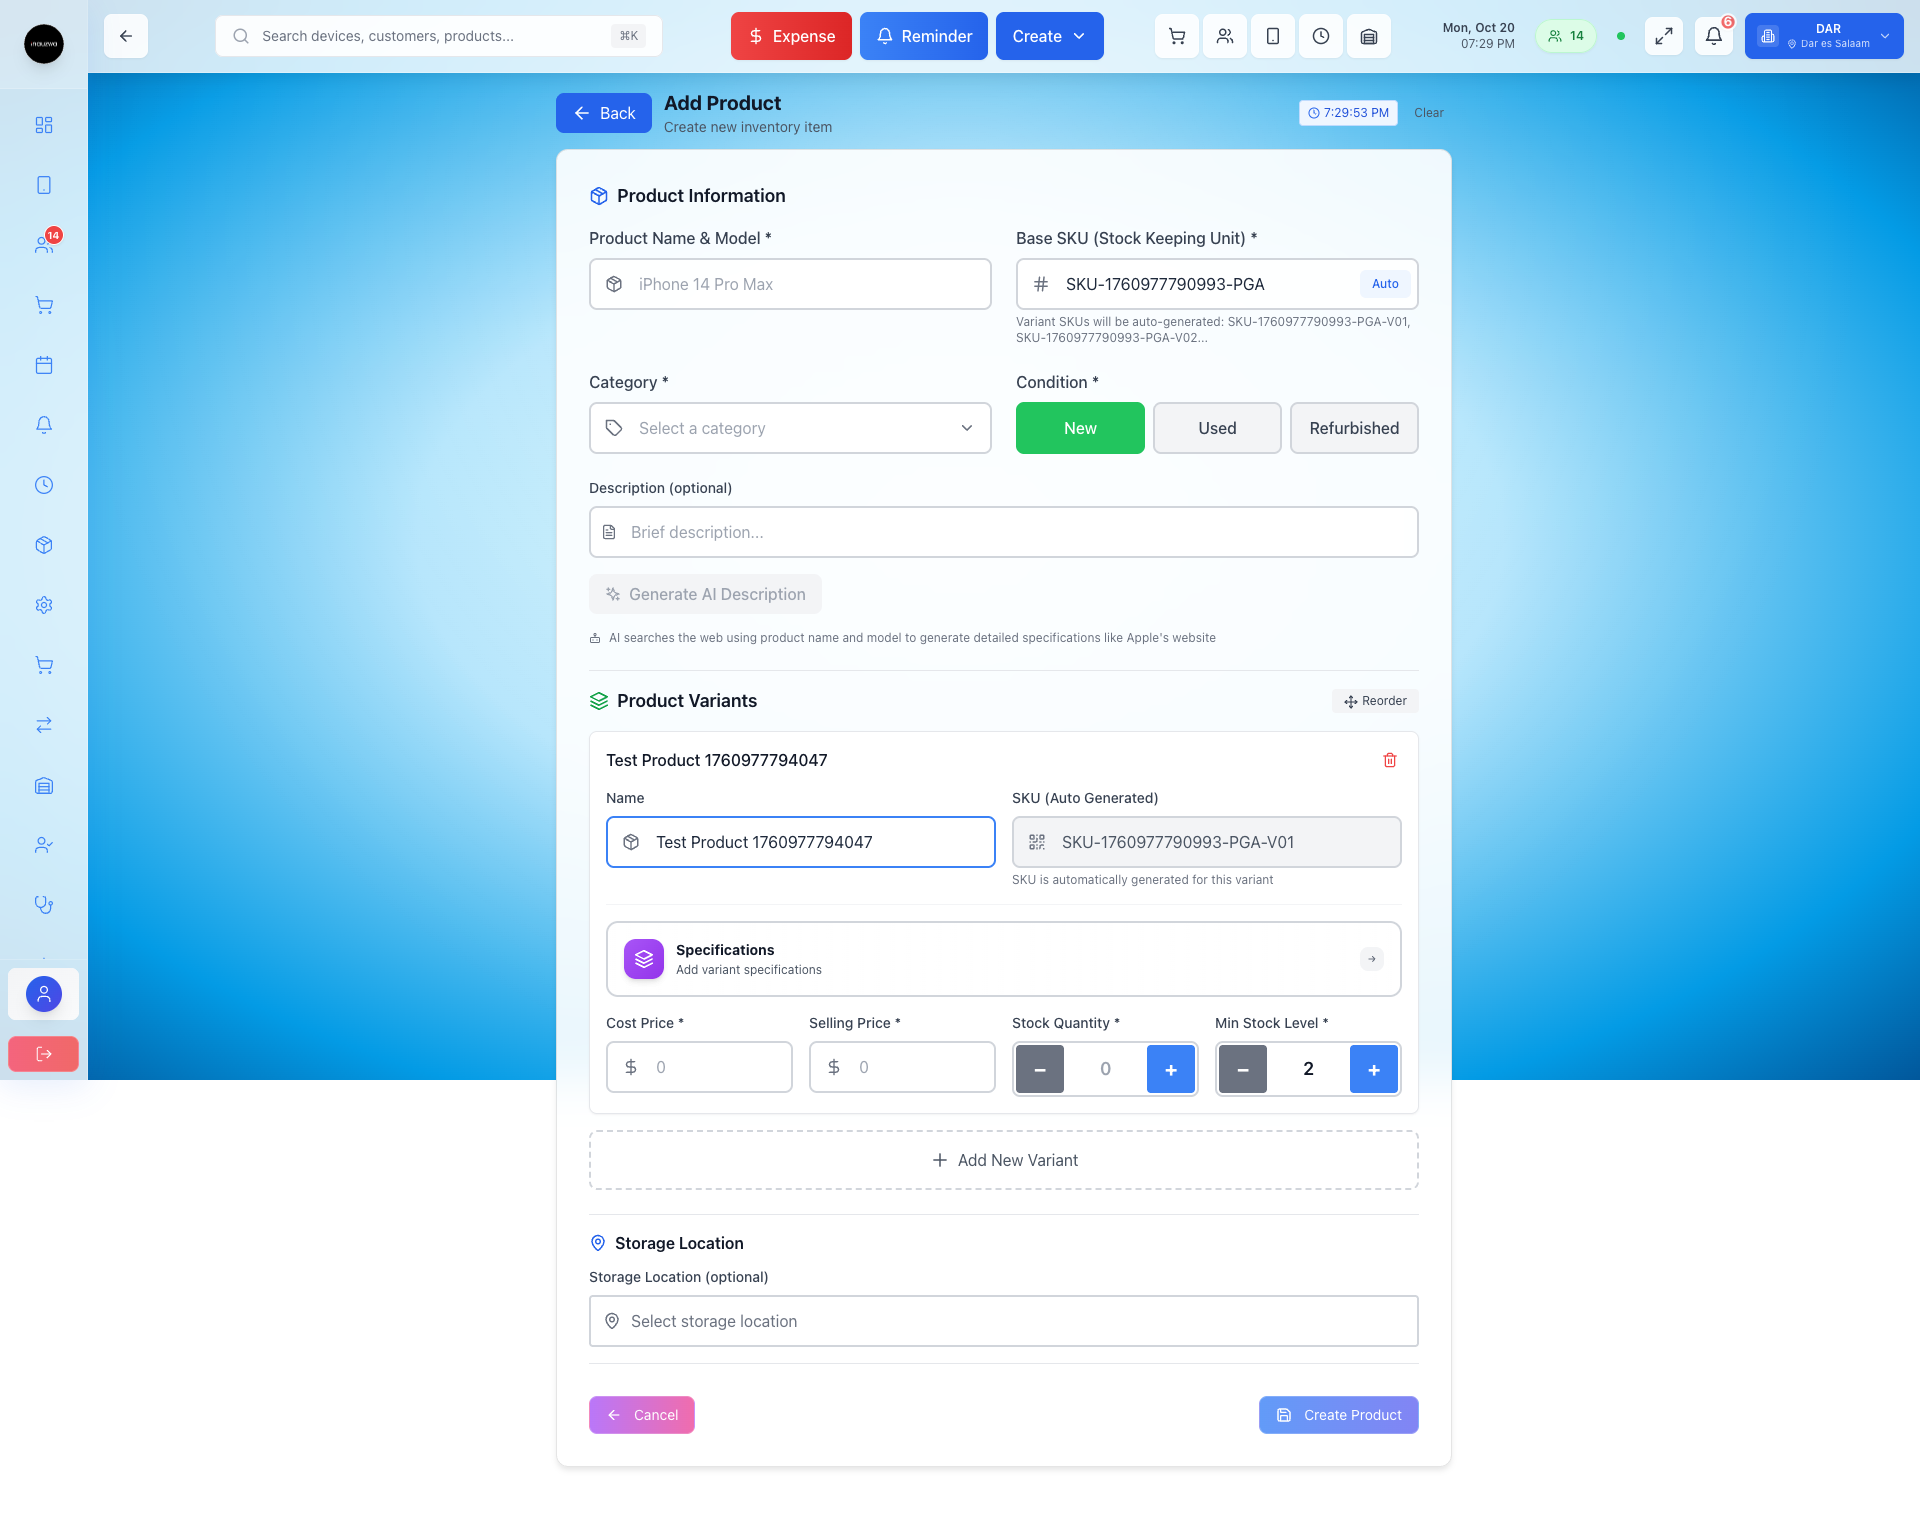 Search devices, customers, products...
⌘K
Expense
Reminder
Create
Mon, Oct 20
07:29 PM
14
6
DAR
Dar es Salaam
14
Back
Add Product
Create new inventory item
7:29:53 PM
Clear
Product Information
Product Name & Model *
iPhone 14 Pro Max
Base SKU (Stock Keeping Unit) *
SKU-1760977790993-PGA
Auto
Variant SKUs will be auto-generated: SKU-1760977790993-PGA-V01,
SKU-1760977790993-PGA-V02...
Category *
Select a category
Condition *
New
Used
Refurbished
Description (optional)
Brief description...
Generate AI Description
AI searches the web using product name and model to generate detailed specifications like Apple's website
Product Variants
Reorder
Test Product 1760977794047
Name
Test Product 1760977794047
SKU (Auto Generated)
SKU-1760977790993-PGA-V01
SKU is automatically generated for this variant
Specifications
Add variant specifications
Cost Price *
0
Selling Price *
0
Stock Quantity *
−
0
+
Min Stock Level *
−
2
+
Add New Variant
Storage Location
Storage Location (optional)
Select storage location
Cancel
Create Product